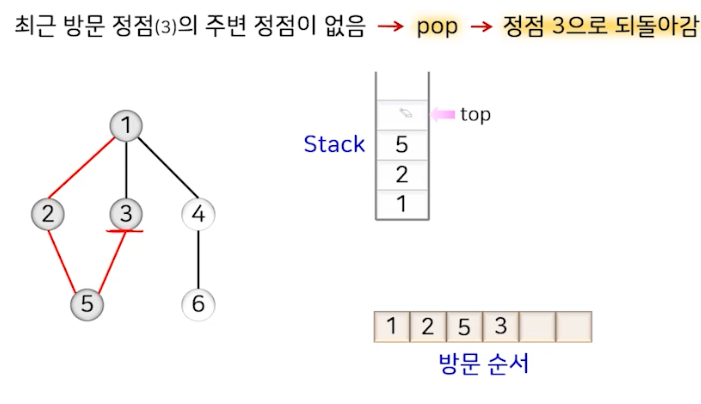 최근 방문 정점(3)의 주변 정점이 없음 → pop → 정점 3으로 되돌아감
1
2 3 4
5 6
top
Stack
5
2
1
1 2 5 3
방문 순서